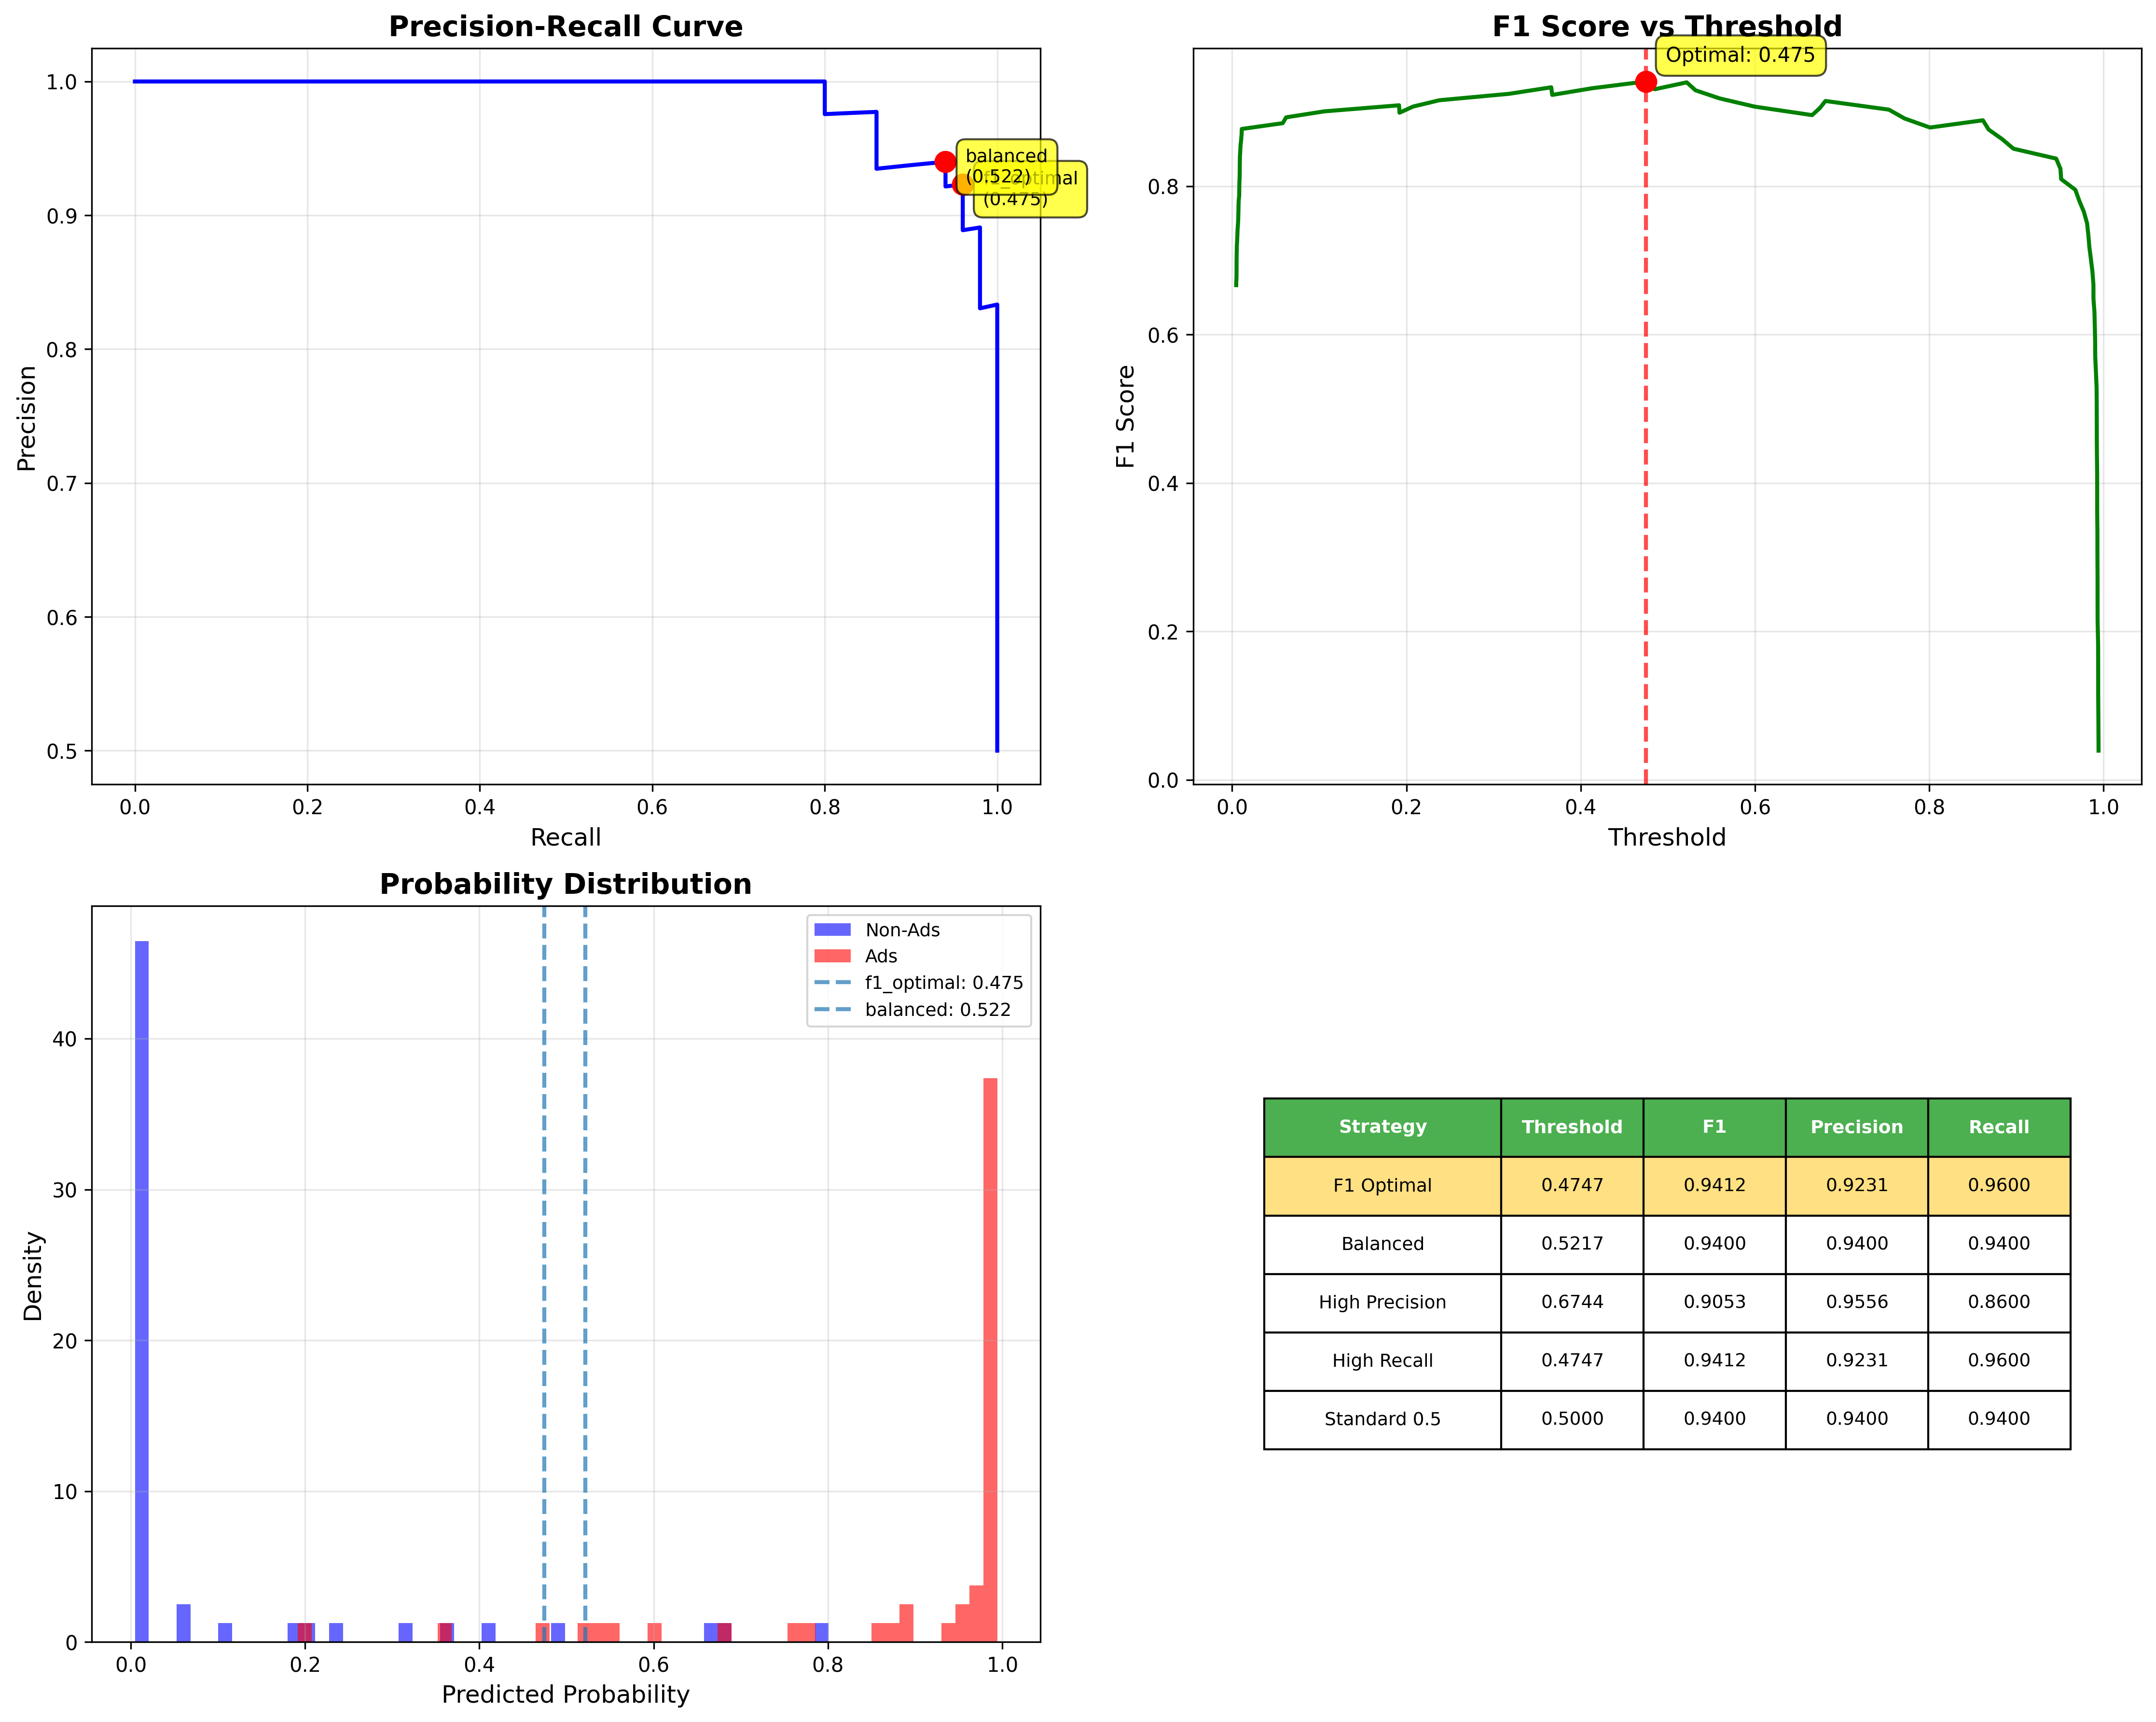 Precision-Recall Curve
1.0
0.9
0.8
0.7
0.6
0.5
Precision
0.0 0.2 0.4 0.6 0.8 1.0
Recall
balanced
(0.522)
f1_optimal
(0.475)
F1 Score vs Threshold
Optimal: 0.475
0.8
0.6
0.4
0.2
0.0
F1 Score
0.0 0.2 0.4 0.6 0.8 1.0
Threshold
Probability Distribution
Non-Ads
Ads
f1_optimal: 0.475
balanced: 0.522
40
30
20
10
0
Density
0.0 0.2 0.4 0.6 0.8 1.0
Predicted Probability
Strategy Threshold F1 Precision Recall
F1 Optimal 0.4747 0.9412 0.9231 0.9600
Balanced 0.5217 0.9400 0.9400 0.9400
High Precision 0.6744 0.9053 0.9556 0.8600
High Recall 0.4747 0.9412 0.9231 0.9600
Standard 0.5 0.5000 0.9400 0.9400 0.9400